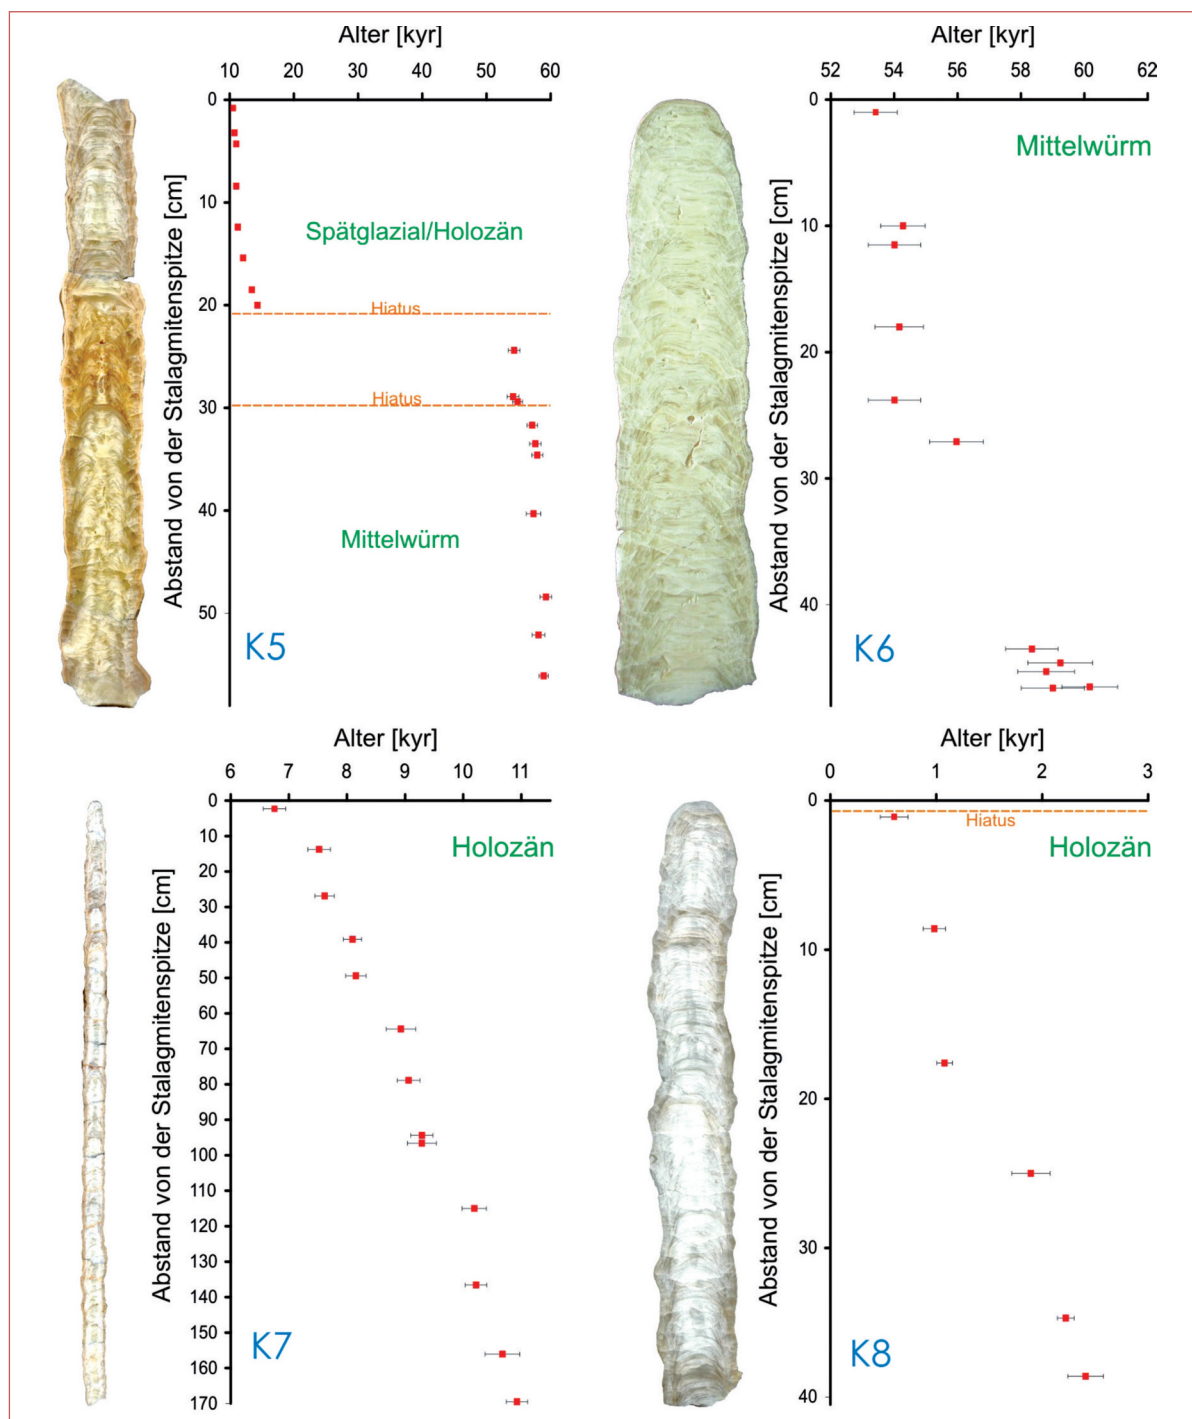 Alter [kyr]
10 20 30 40 50 60
Abstand von der Stalagmitenspitze [cm]
0
10
20
30
40
50
Spätglazial/Holozän
Hiatus
Hiatus
Mittelwürm
K5
Alter [kyr]
52 54 56 58 60 62
Abstand von der Stalagmitenspitze [cm]
0
10
20
30
40
Mittelwürm
K6
Alter [kyr]
6 7 8 9 10 11
Abstand von der Stalagmitenspitze [cm]
0
10
20
30
40
50
60
70
80
90
100
110
120
130
140
150
160
170
Holozän
K7
Alter [kyr]
0 1 2 3
Abstand von der Stalagmitenspitze [cm]
0
10
20
30
40
Hiatus
Holozän
K8